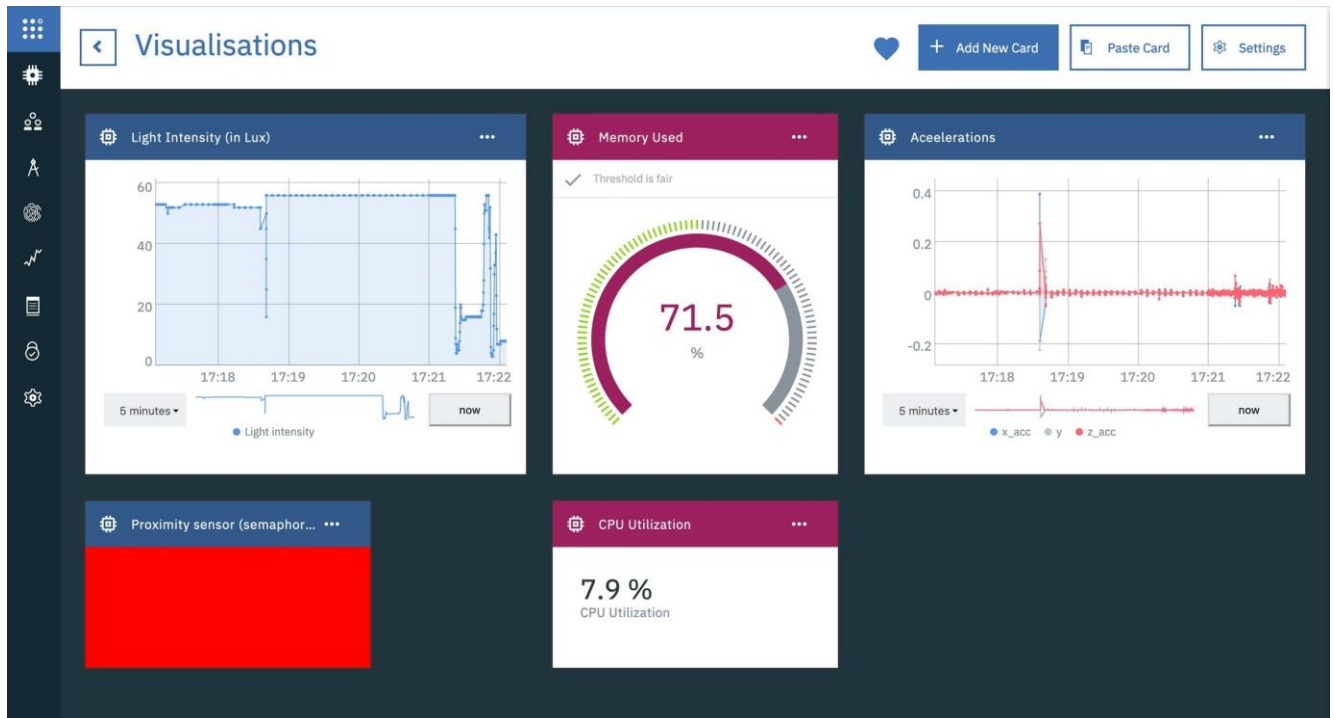 Visualisations
+ Add New Card
Paste Card
Settings
Light Intensity (in Lux) •••
60
40
20
0
17:18 17:19 17:20 17:21 17:22
5 minutes
now
Light intensity
Memory Used •••
Threshold is fair
71.5
%
Aceelerations •••
0.4
0.2
0
-0.2
17:18 17:19 17:20 17:21 17:22
5 minutes
now
x_acc y z_acc
Proximity sensor (semaphor... •••
CPU Utilization •••
7.9 %
CPU Utilization